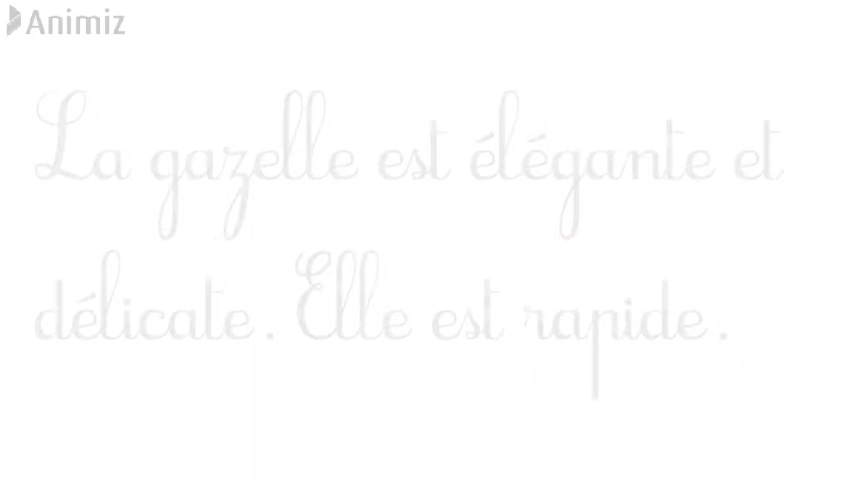 Animiz
La gazelle est élégante et
délicate. Elle est rapide.